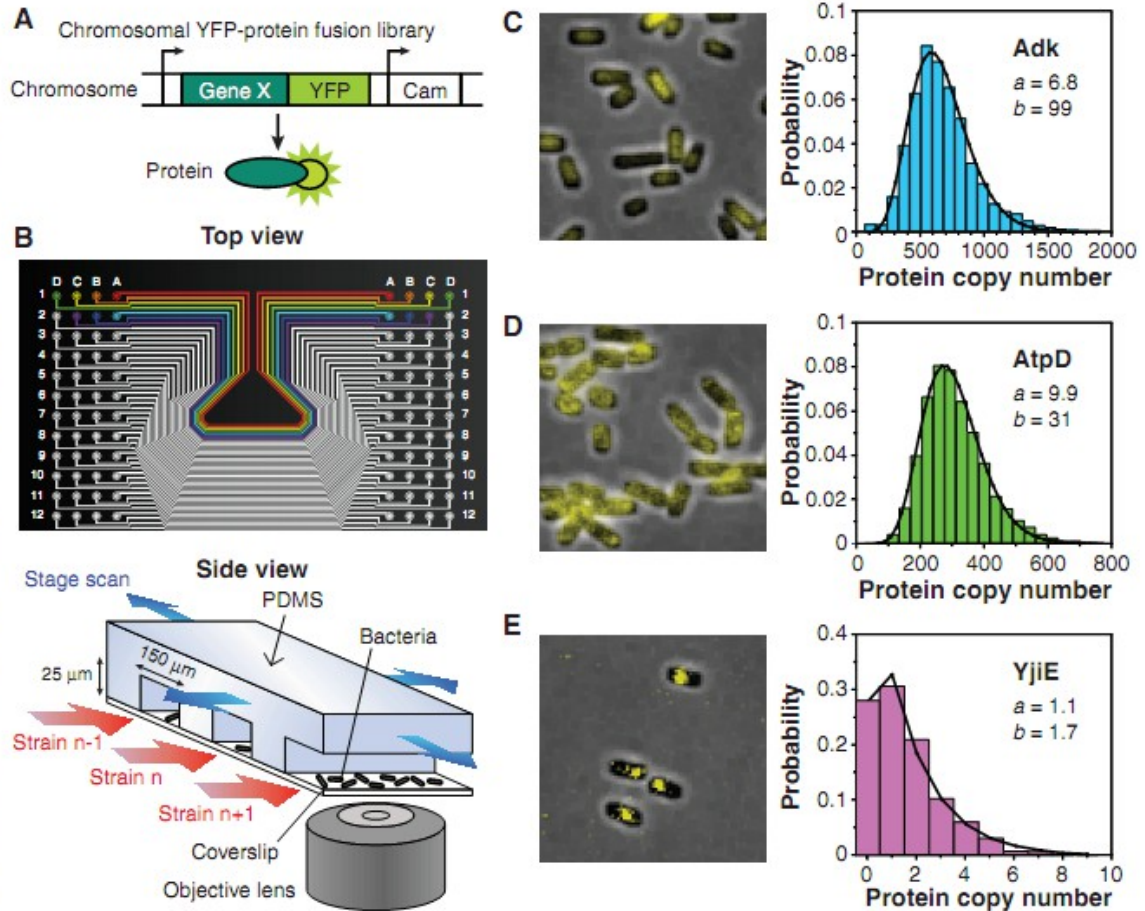 A
Chromosomal YFP-protein fusion library
Chromosome
Gene X
YFP
Cam
Protein
B
Top view
D C B A
A B C D
1
2
3
4
5
6
7
8
9
10
11
12
1
2
3
4
5
6
7
8
9
10
11
12
Side view
Stage scan
PDMS
Bacteria
150 μm
25 μm
Strain n-1
Strain n
Strain n+1
Coverslip
Objective lens
C
Probability
0.1
0.08
0.06
0.04
0.02
0
0 500 1000 1500 2000
Protein copy number
Adk
a = 6.8
b = 99
D
Probability
0.1
0.08
0.06
0.04
0.02
0
0 200 400 600 800
Protein copy number
AtpD
a = 9.9
b = 31
E
Probability
0.4
0.3
0.2
0.1
0
0 2 4 6 8 10
Protein copy number
YjiE
a = 1.1
b = 1.7